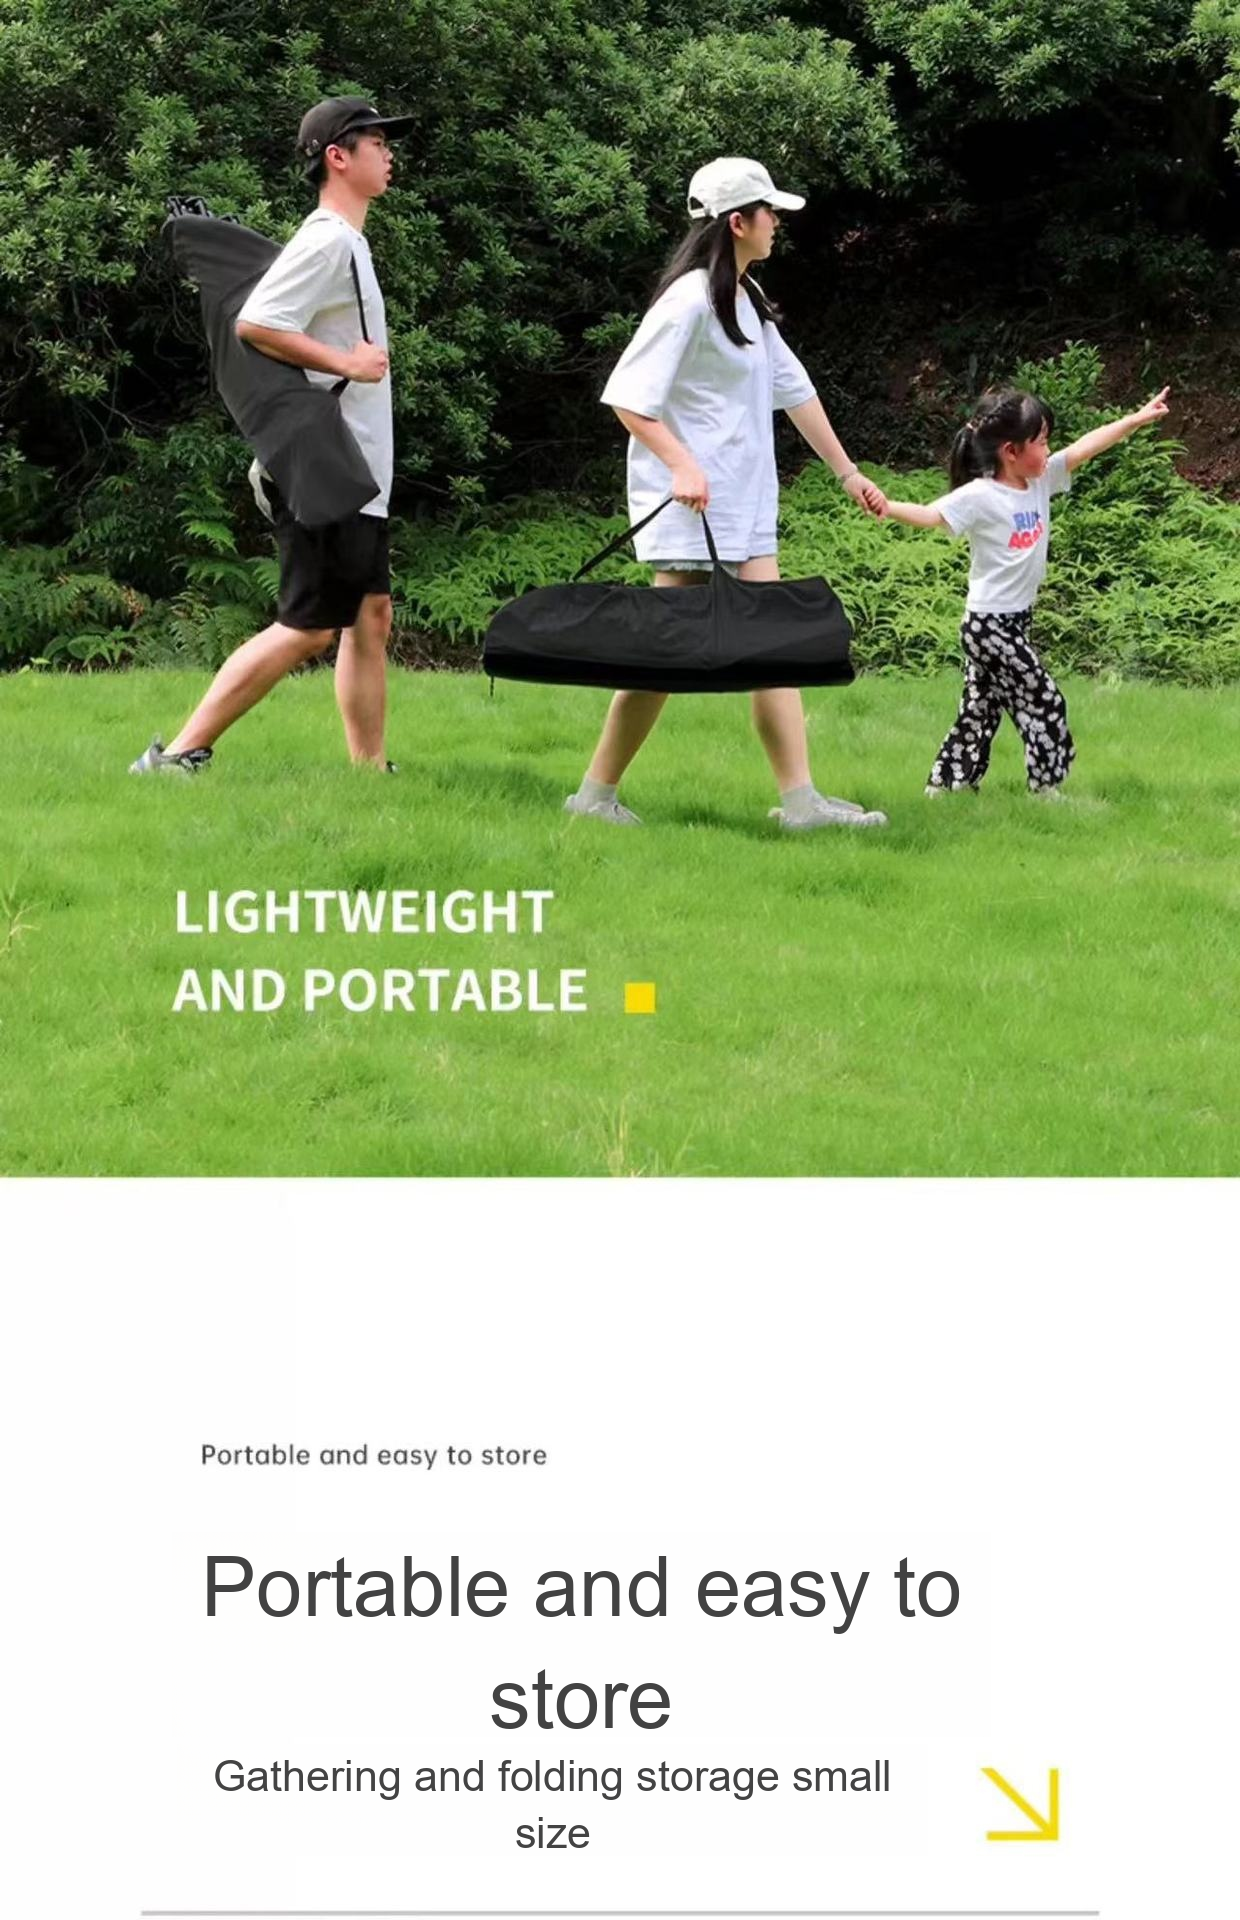 LIGHTWEIGHT
AND PORTABLE
Portable and easy to store
Portable and easy to
store
Gathering and folding storage small
size